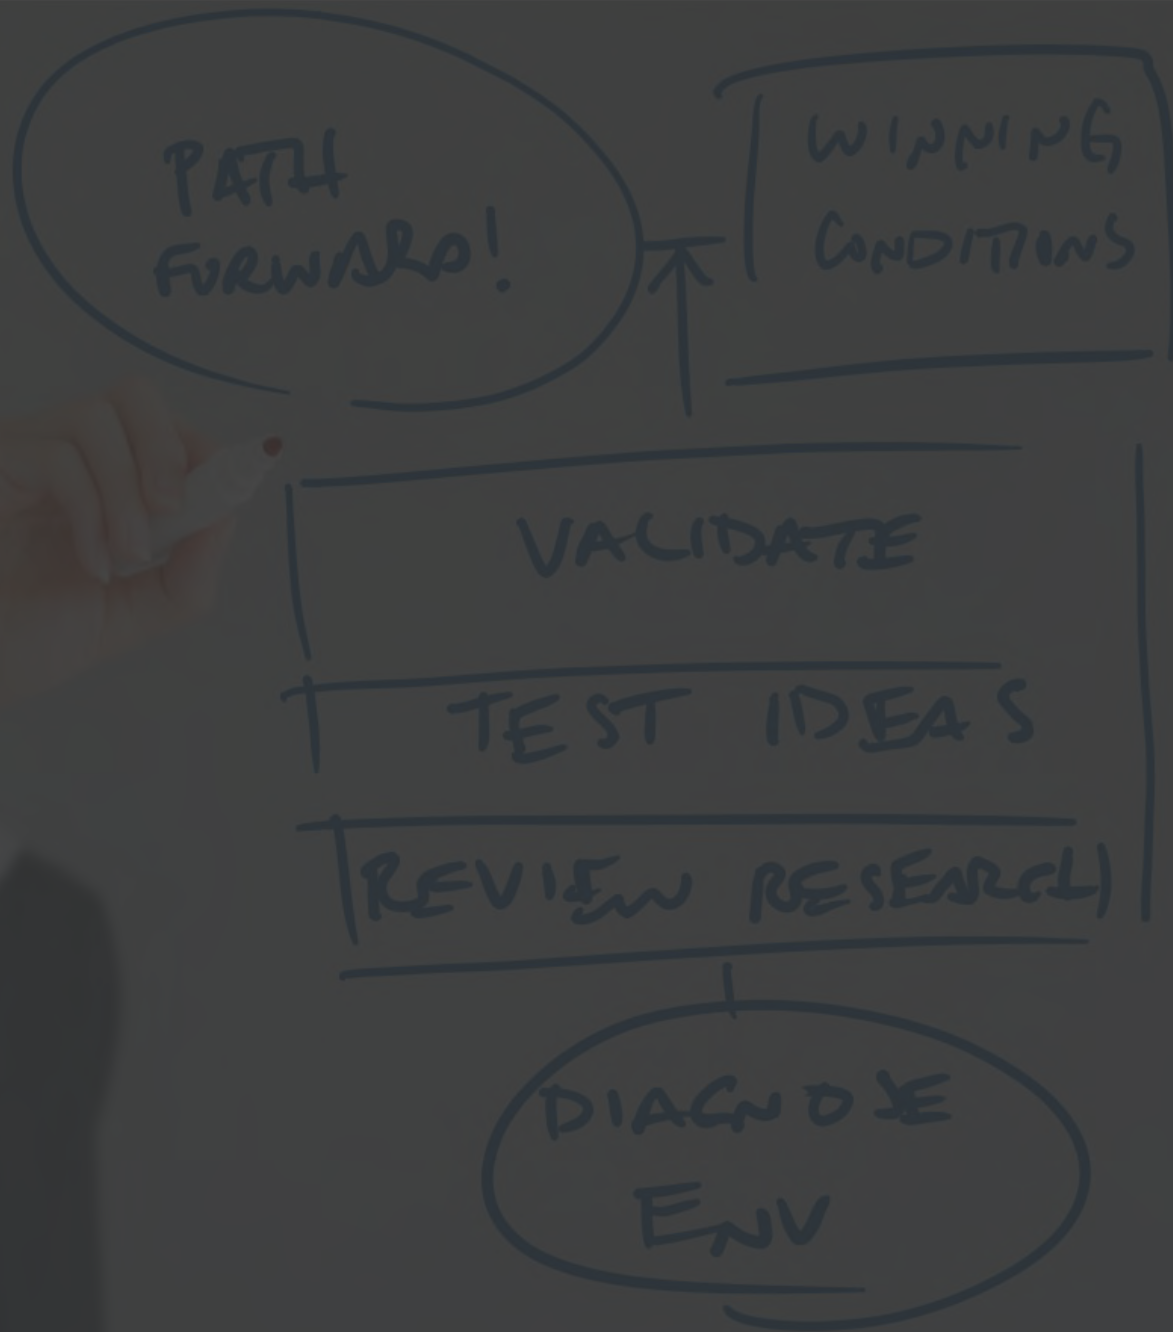 PATH
FORWARD!
WINNING
CONDITIONS
VALIDATE
TEST IDEAS
REVIEW RESEARCH
DIAGNOSE
ENV